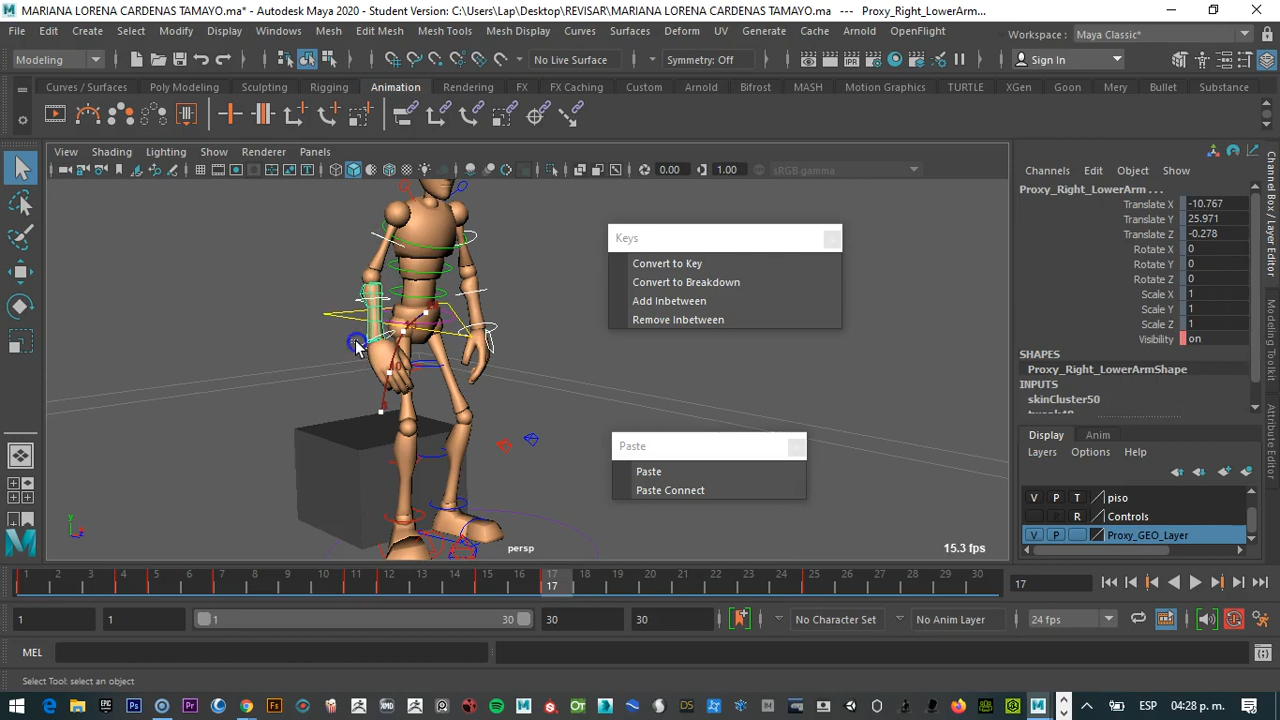 MARIANA LORENA CARDENAS TAMAYO.ma* - Autodesk Maya 2020 - Student Version: C:\Users\Lap\Desktop\REVISAR\MARIANA LORENA CARDENAS TAMAYO.ma --- Proxy_Right_LowerArm...
File Edit Create Select Modify Display Windows Mesh Edit Mesh Mesh Tools Mesh Display Curves Surfaces Deform UV Generate Cache Arnold OpenFlight Workspace : Maya Classic*
Modeling No Live Surface Symmetry: Off Sign In
Curves / Surfaces Poly Modeling Sculpting Rigging Animation Rendering FX FX Caching Custom Arnold Bifrost MASH Motion Graphics TURTLE XGen Goon Mery Bullet Substance
View Shading Lighting Show Renderer Panels
0.00 1.00 sRGB gamma
Channels Edit Object Show
Proxy_Right_LowerArm . . .
Translate X -10.767
Translate Y 25.971
Translate Z -0.278
Rotate X 0
Rotate Y 0
Rotate Z 0
Scale X 1
Scale Y 1
Scale Z 1
Visibility on
SHAPES
Proxy_Right_LowerArmShape
INPUTS
skinCluster50
Display Anim
Layers Options Help
V P T piso
R Controls
V P Proxy_GEO_Layer
Channel Box / Layer Editor
Modeling Toolkit
Attribute Editor
Keys
Convert to Key
Convert to Breakdown
Add Inbetween
Remove Inbetween
Paste
Paste
Paste Connect
y
persp
15.3 fps
1 2 3 4 5 6 7 8 9 10 11 12 13 14 15 16 17 18 19 20 21 22 23 24 25 26 27 28 29 30
17
17
1 1 1 30 30 30 No Character Set No Anim Layer 24 fps
MEL
Select Tool: select an object
ESP 04:28 p. m.